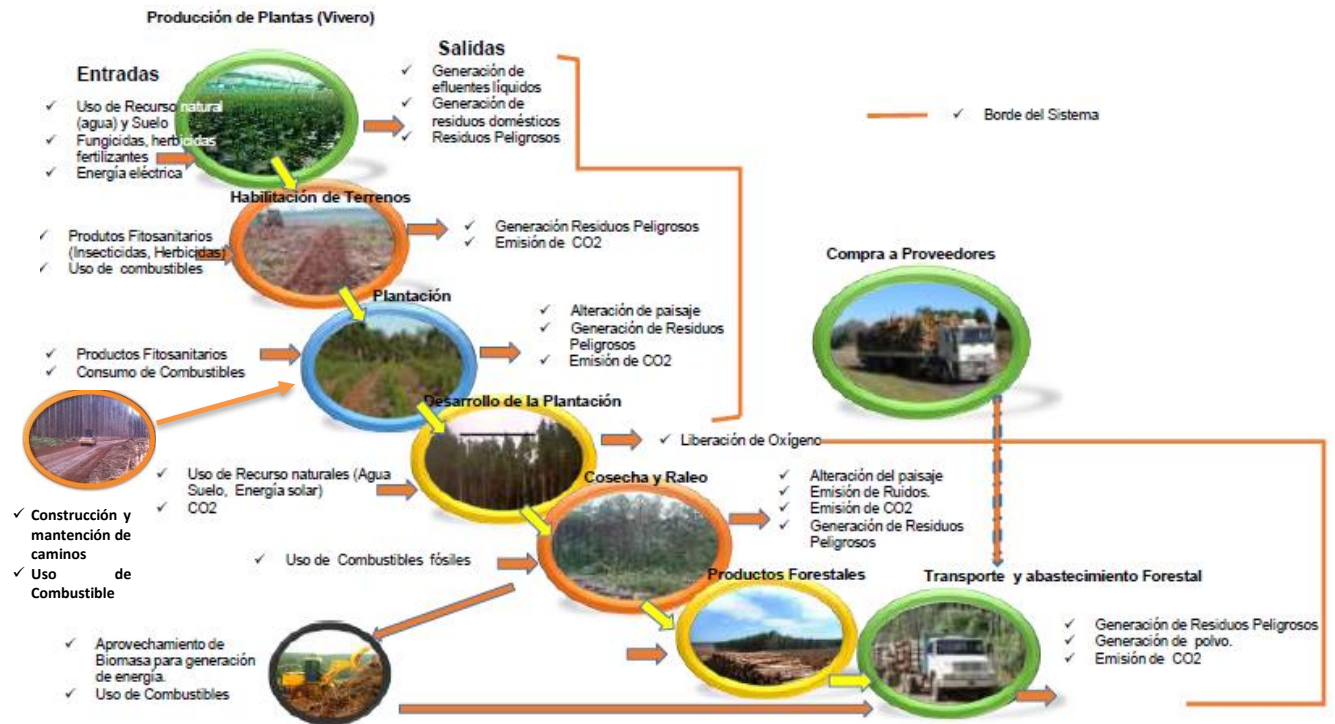 Producción de Plantas (Vivero)
Entradas
✓ Uso de Recurso natural
(agua) y Suelo
✓ Fungicidas, herbicidas
fertilizantes
✓ Energía eléctrica
Salidas
✓ Generación de
efluentes líquidos
✓ Generación de
residuos domésticos
✓ Residuos Peligrosos
✓ Borde del Sistema
Habilitación de Terrenos
✓ Produtos Fitosanitarios
(Insecticidas, Herbicidas)
✓ Uso de combustibles
✓ Generación Residuos Peligrosos
✓ Emisión de CO2
Compra a Proveedores
Plantación
✓ Productos Fitosanitarios
✓ Consumo de Combustibles
✓ Alteración de paisaje
✓ Generación de Residuos
Peligrosos
✓ Emisión de CO2
Desarrollo de la Plantación
✓ Liberación de Oxígeno
✓ Uso de Recurso naturales (Agua
Suelo, Energía solar)
✓ CO2
✓ Construcción y
mantención de
caminos
✓ Uso de
Combustible
Cosecha y Raleo
✓ Alteración del paisaje
✓ Emisión de Ruidos.
✓ Emisión de CO2
✓ Generación de Residuos
Peligrosos
✓ Uso de Combustibles fósiles
Productos Forestales
Transporte y abastecimiento Forestal
✓ Generación de Residuos Peligrosos
✓ Generación de polvo.
✓ Emisión de CO2
✓ Aprovechamiento de
Biomasa para generación
de energía.
✓ Uso de Combustibles